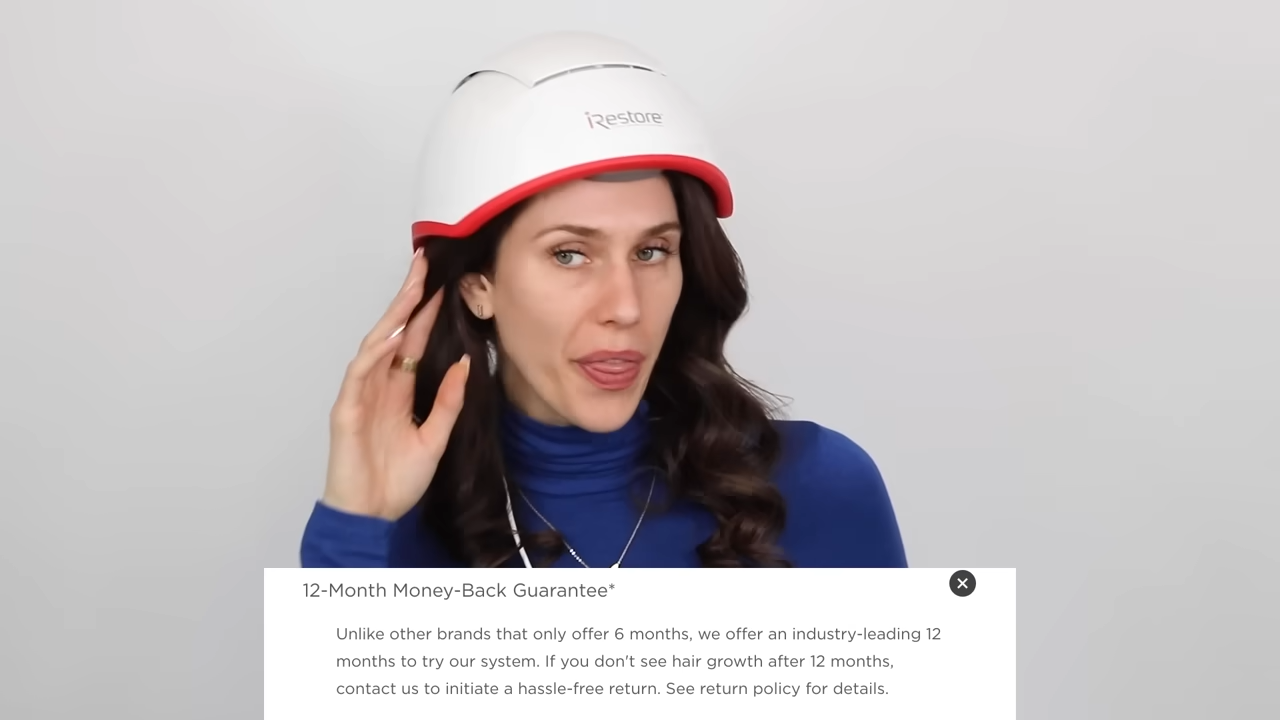 iRestore
12-Month Money-Back Guarantee*
Unlike other brands that only offer 6 months, we offer an industry-leading 12
months to try our system. If you don't see hair growth after 12 months,
contact us to initiate a hassle-free return. See return policy for details.